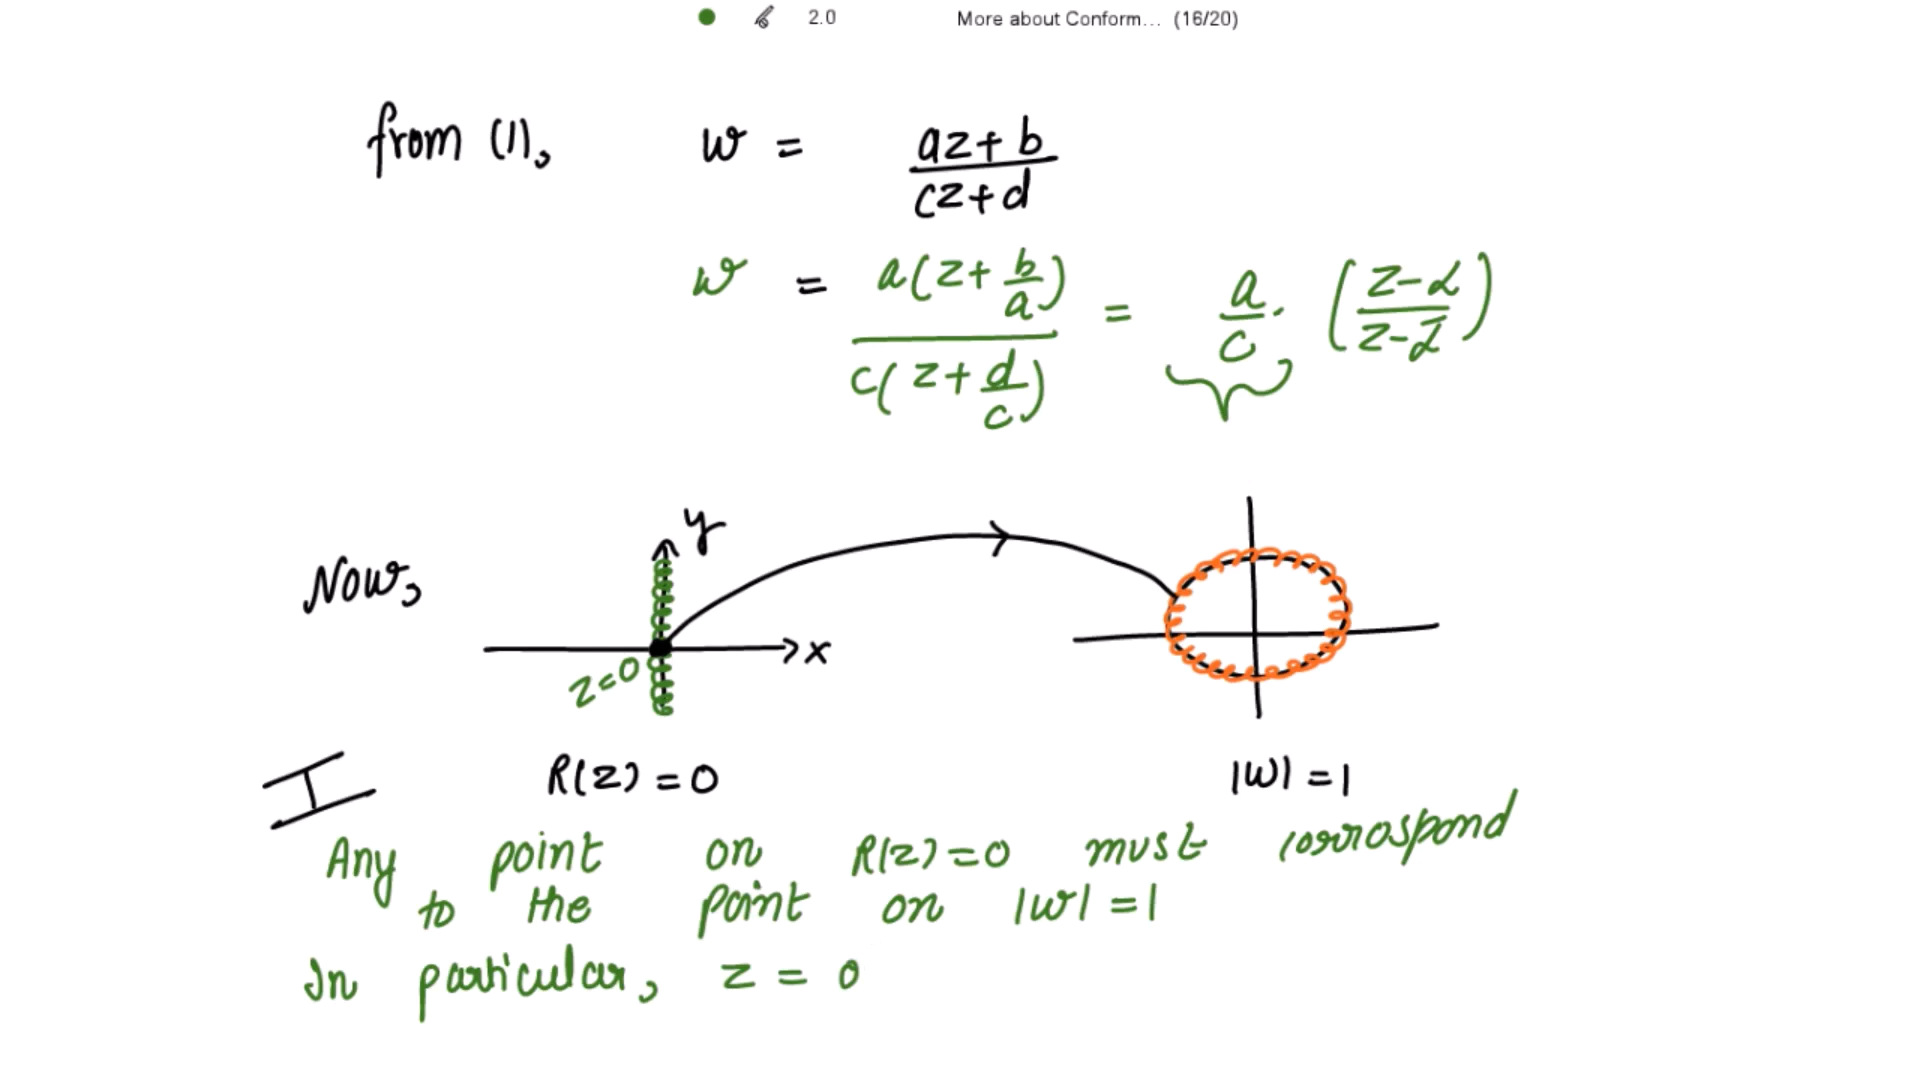 2.0 More about Conform... (16/20)
from (1), w = az+b / cz+d
w = a(z+b/a) / c(z+d/c) = a/c . (z-α / z-ᾱ)
y
Now,
x
z=0
R(z) = 0 |w| = 1
I
Any point on R(z)=0 must corrospond
to the point on |w| = 1
In particular, z = 0